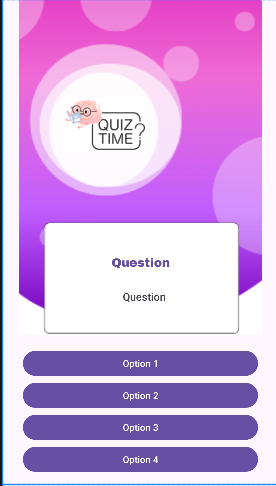 QUIZ
TIME?
Question
Question
Option 1
Option 2
Option 3
Option 4